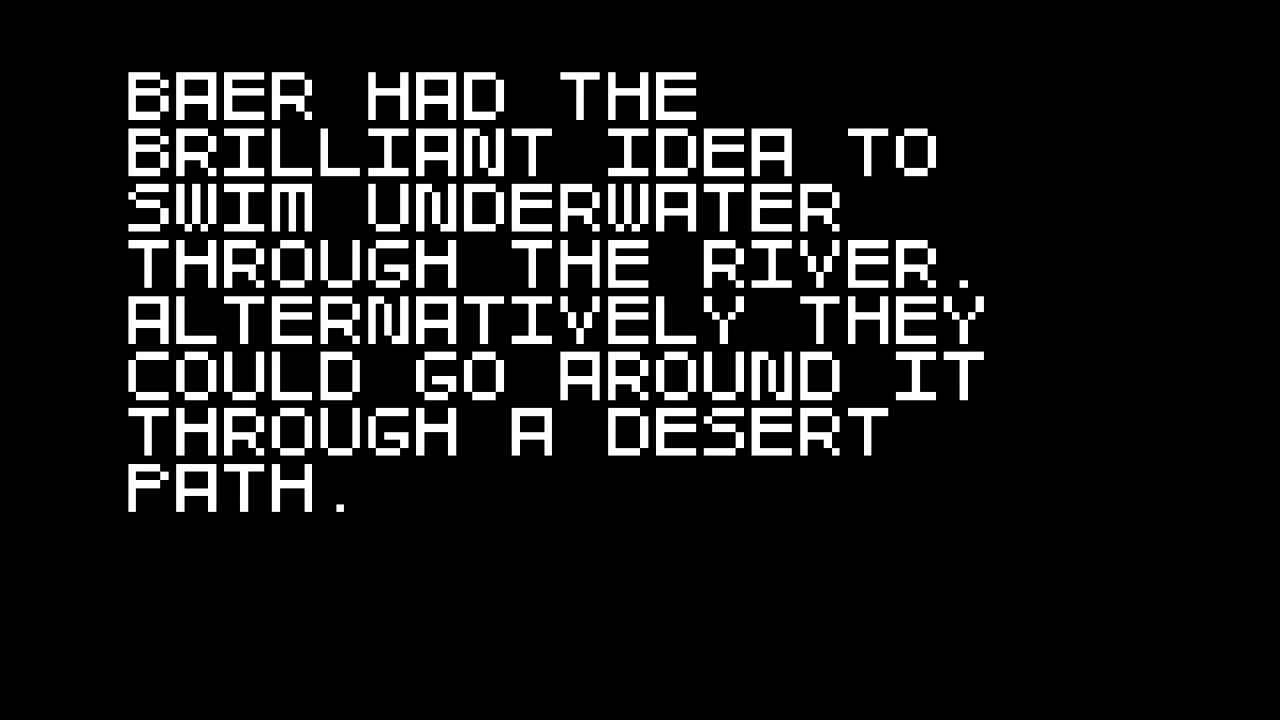 BAER HAD THE
BRILLIANT IDEA TO
SWIM UNDERWATER
THROUGH THE RIVER.
ALTERNATIVELY THEY
COULD GO AROUND IT
THROUGH A DESERT
PATH.